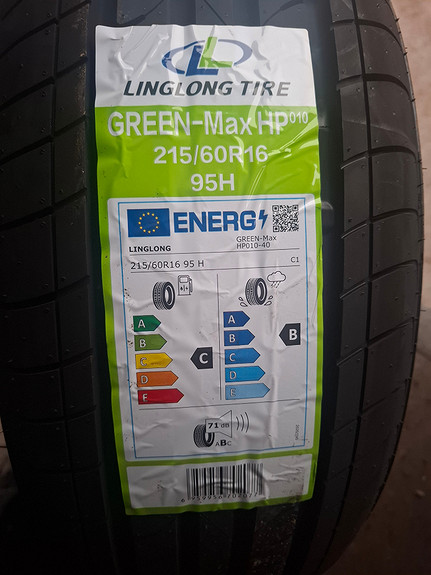 LINGLONG TIRE
GREEN-Max HP010
215/60R16
95H
ENERG
LINGLONG
GREEN-Max
HP010-40
215/60R16 95 H
C1
A
B
C
D
E
C
A
B
C
D
E
B
71 dB
ABC